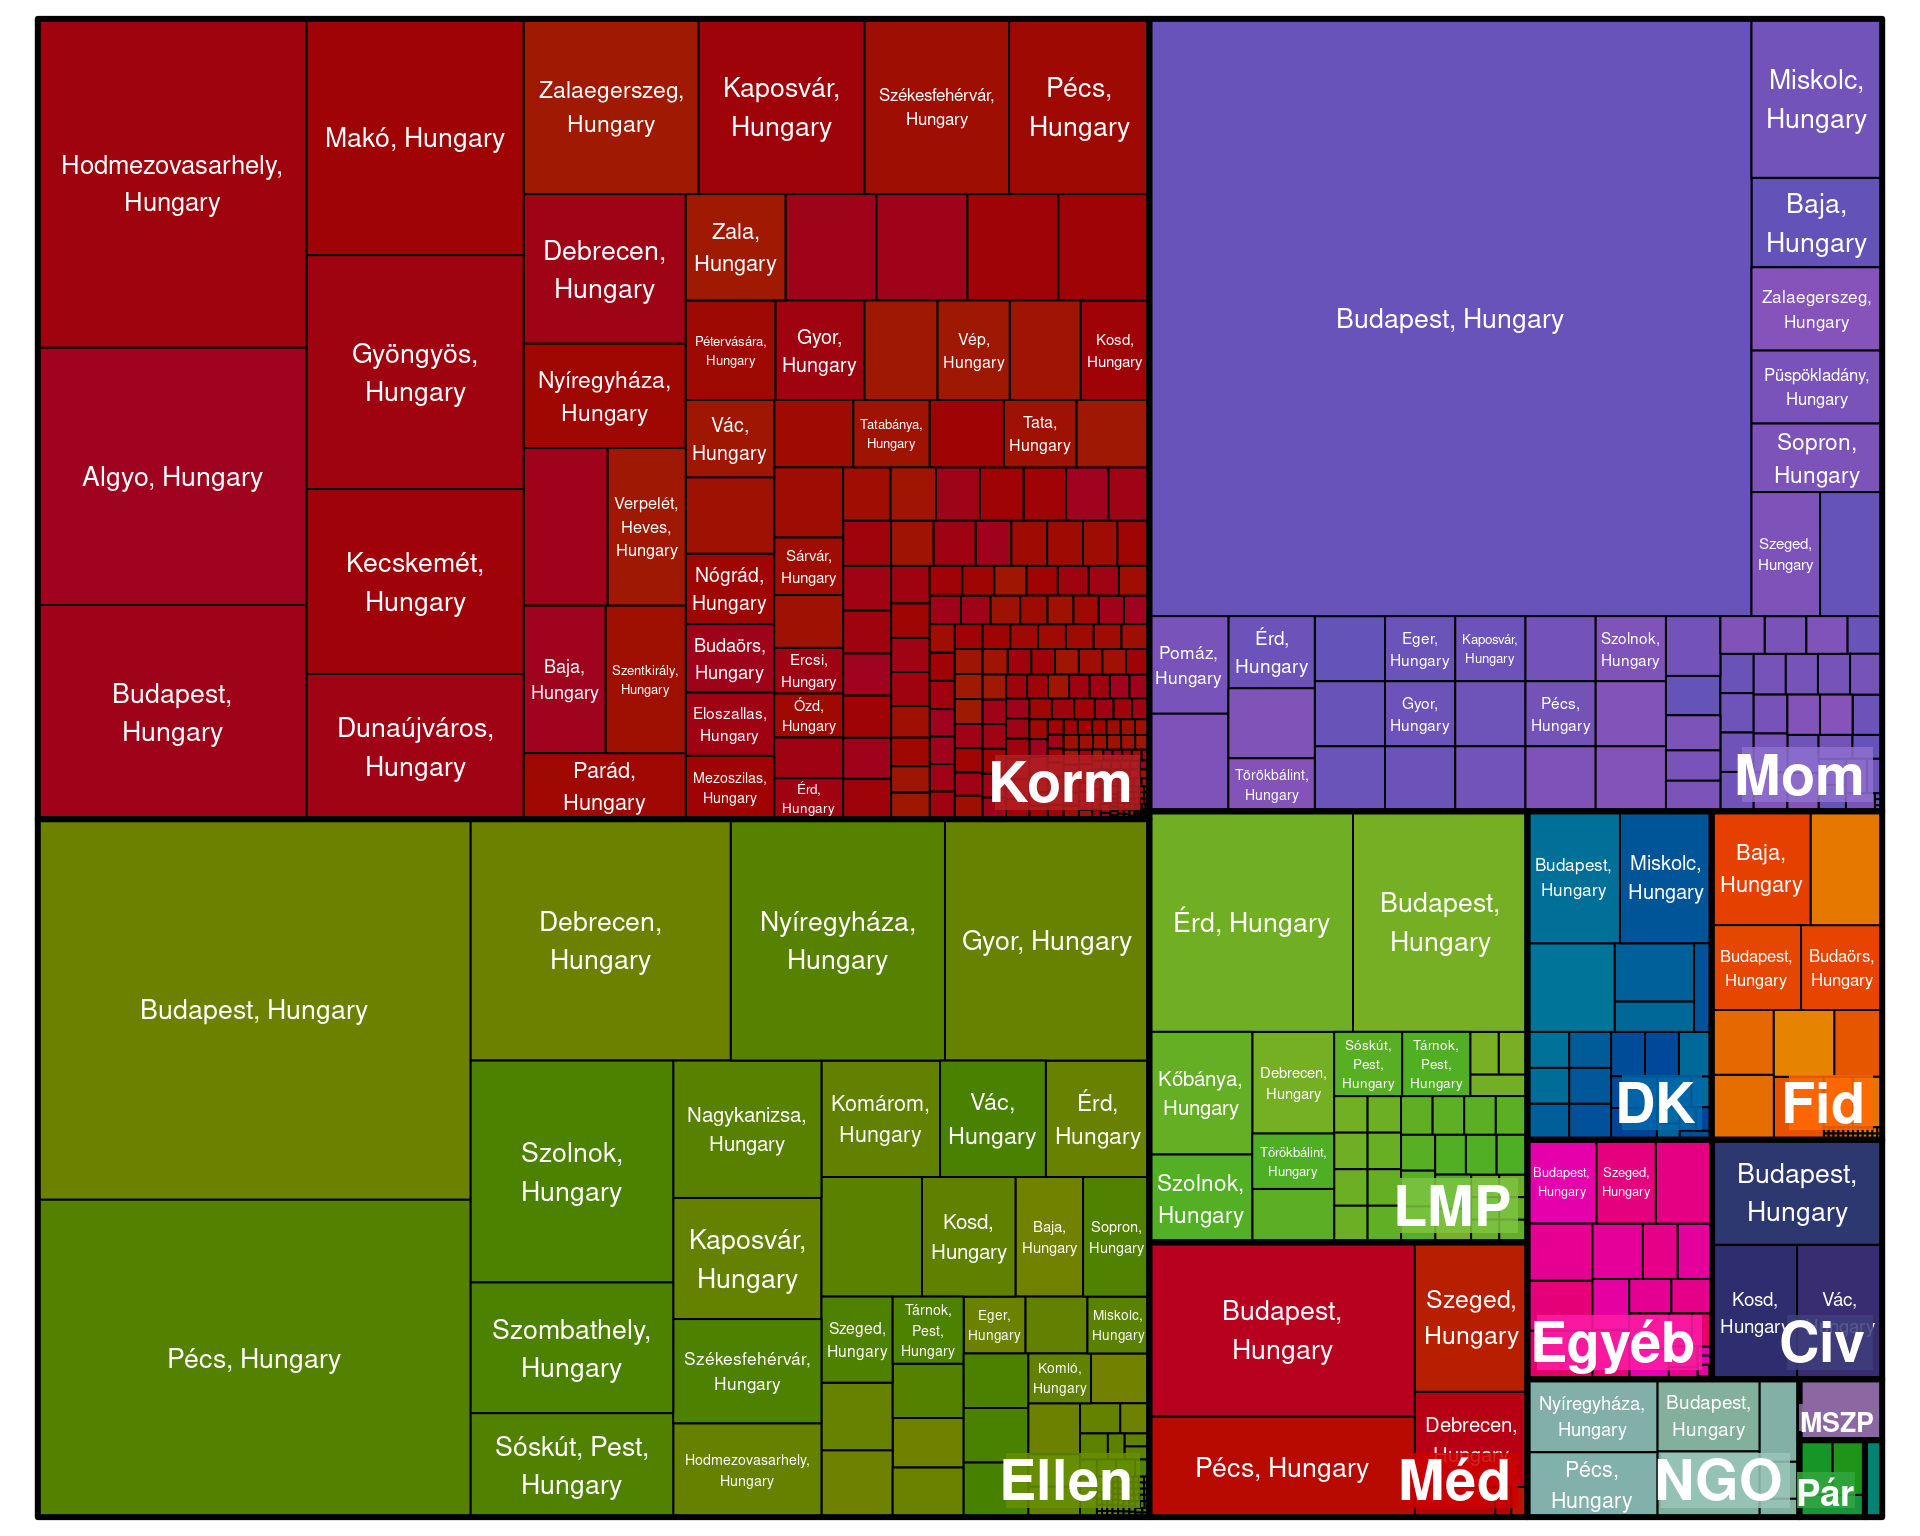 Hodmezovasarhely,
Hungary
Algyo, Hungary
Budapest,
Hungary
Makó, Hungary
Gyöngyös,
Hungary
Kecskemét,
Hungary
Dunaújváros,
Hungary
Zalaegerszeg,
Hungary
Kaposvár,
Hungary
Székesfehérvár,
Hungary
Pécs,
Hungary
Debrecen,
Hungary
Nyíregyháza,
Hungary
Verpelét,
Heves,
Hungary
Baja,
Hungary
Szentkirály,
Hungary
Parád,
Hungary
Zala,
Hungary
Pétervására,
Hungary
Gyor,
Hungary
Vép,
Hungary
Kosd,
Hungary
Vác,
Hungary
Tatabánya,
Hungary
Tata,
Hungary
Nógrád,
Hungary
Sárvár,
Hungary
Budaörs,
Hungary
Ercsi,
Hungary
Eloszallas,
Hungary
Ózd,
Hungary
Mezoszilas,
Hungary
Érd,
Hungary
Korm
Budapest, Hungary
Miskolc,
Hungary
Baja,
Hungary
Zalaegerszeg,
Hungary
Püspökladány,
Hungary
Sopron,
Hungary
Szeged,
Hungary
Pomáz,
Hungary
Érd,
Hungary
Törökbálint,
Hungary
Eger,
Hungary
Kaposvár,
Hungary
Szolnok,
Hungary
Gyor,
Hungary
Pécs,
Hungary
Mom
Budapest, Hungary
Pécs, Hungary
Debrecen,
Hungary
Nyíregyháza,
Hungary
Gyor, Hungary
Szolnok,
Hungary
Szombathely,
Hungary
Sóskút, Pest,
Hungary
Nagykanizsa,
Hungary
Kaposvár,
Hungary
Székesfehérvár,
Hungary
Hodmezovasarhely,
Hungary
Komárom,
Hungary
Vác,
Hungary
Érd,
Hungary
Kosd,
Hungary
Baja,
Hungary
Sopron,
Hungary
Szeged,
Hungary
Tárnok,
Pest,
Hungary
Eger,
Hungary
Miskolc,
Hungary
Komló,
Hungary
Ellen
Érd, Hungary
Budapest,
Hungary
Kőbánya,
Hungary
Debrecen,
Hungary
Sóskút,
Pest,
Hungary
Tárnok,
Pest,
Hungary
Szolnok,
Hungary
Törökbálint,
Hungary
LMP
Budapest,
Hungary
Szeged,
Hungary
Pécs, Hungary
Debrecen,
Hungary
Méd
Budapest,
Hungary
Miskolc,
Hungary
DK
Baja,
Hungary
Budapest,
Hungary
Budaörs,
Hungary
Fid
Budapest,
Hungary
Szeged,
Hungary
Egyéb
Budapest,
Hungary
Kosd,
Hungary
Vác,
Hungary
Civ
Nyíregyháza,
Hungary
Budapest,
Hungary
Pécs,
Hungary
NGO
MSZP
Pár